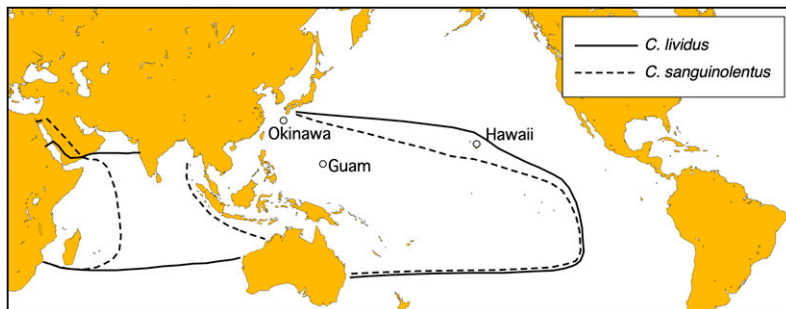 C. lividus
C. sanguinolentus
Okinawa
Hawaii
Guam